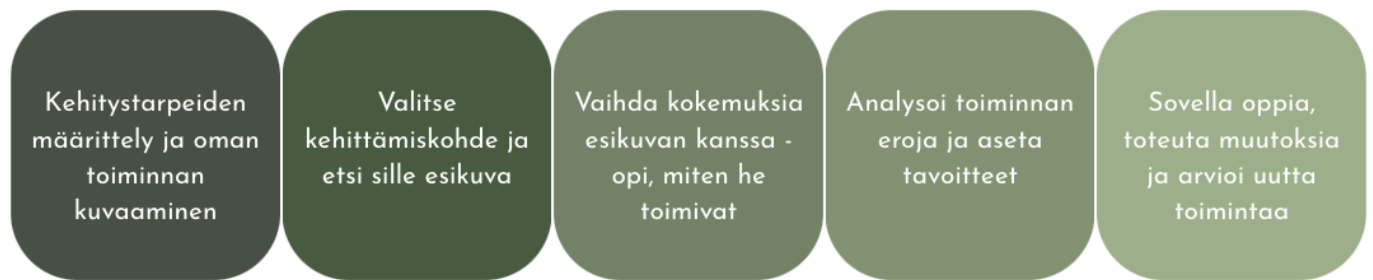 Kehitystarpeiden
määrittely ja oman
toiminnan
kuvaaminen
Valitse
kehittämiskohde ja
etsi sille esikuva
Vaihda kokemuksia
esikuvan kanssa -
opi, miten he
toimivat
Analysoi toiminnan
eroja ja aseta
tavoitteet
Sovella oppia,
toteuta muutoksia
ja arvioi uutta
toimintaa